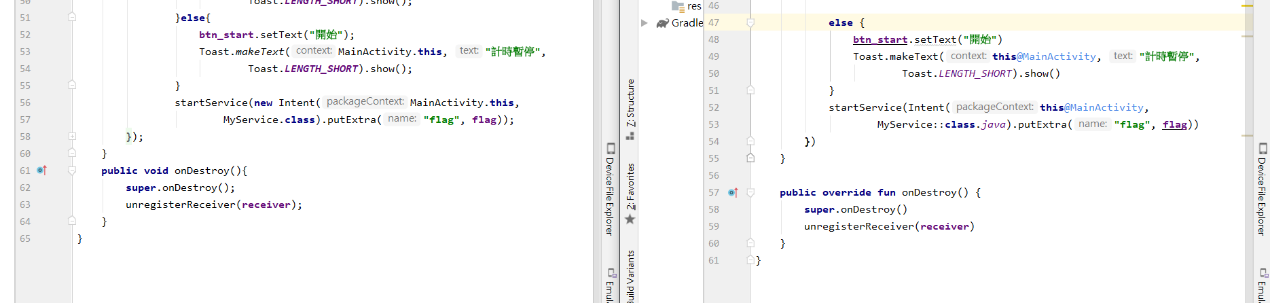 50 Toast.LENGTH_SHORT).show();
51 }else{
52 btn_start.setText("開始");
53 Toast.makeText( context: MainActivity.this, text: "計時暫停",
54 Toast.LENGTH_SHORT).show();
55 }
56 startService(new Intent( packageContext: MainActivity.this,
57 MyService.class).putExtra( name: "flag", flag));
58 });
60 }
61 public void onDestroy(){
62 super.onDestroy();
63 unregisterReceiver(receiver);
64 }
65 }
Device File Explorer
Emula
res
Gradle
Z: Structure
2: Favorites
Build Variants
46
47 else {
48 btn_start.setText("開始")
49 Toast.makeText( context: this@MainActivity, text: "計時暫停",
50 Toast.LENGTH_SHORT).show()
51 }
52 startService(Intent( packageContext: this@MainActivity,
53 MyService::class.java).putExtra( name: "flag", flag))
54 })
55 }
56
57 public override fun onDestroy() {
58 super.onDestroy()
59 unregisterReceiver(receiver)
60 }
61 }
Device File Explorer
Emula